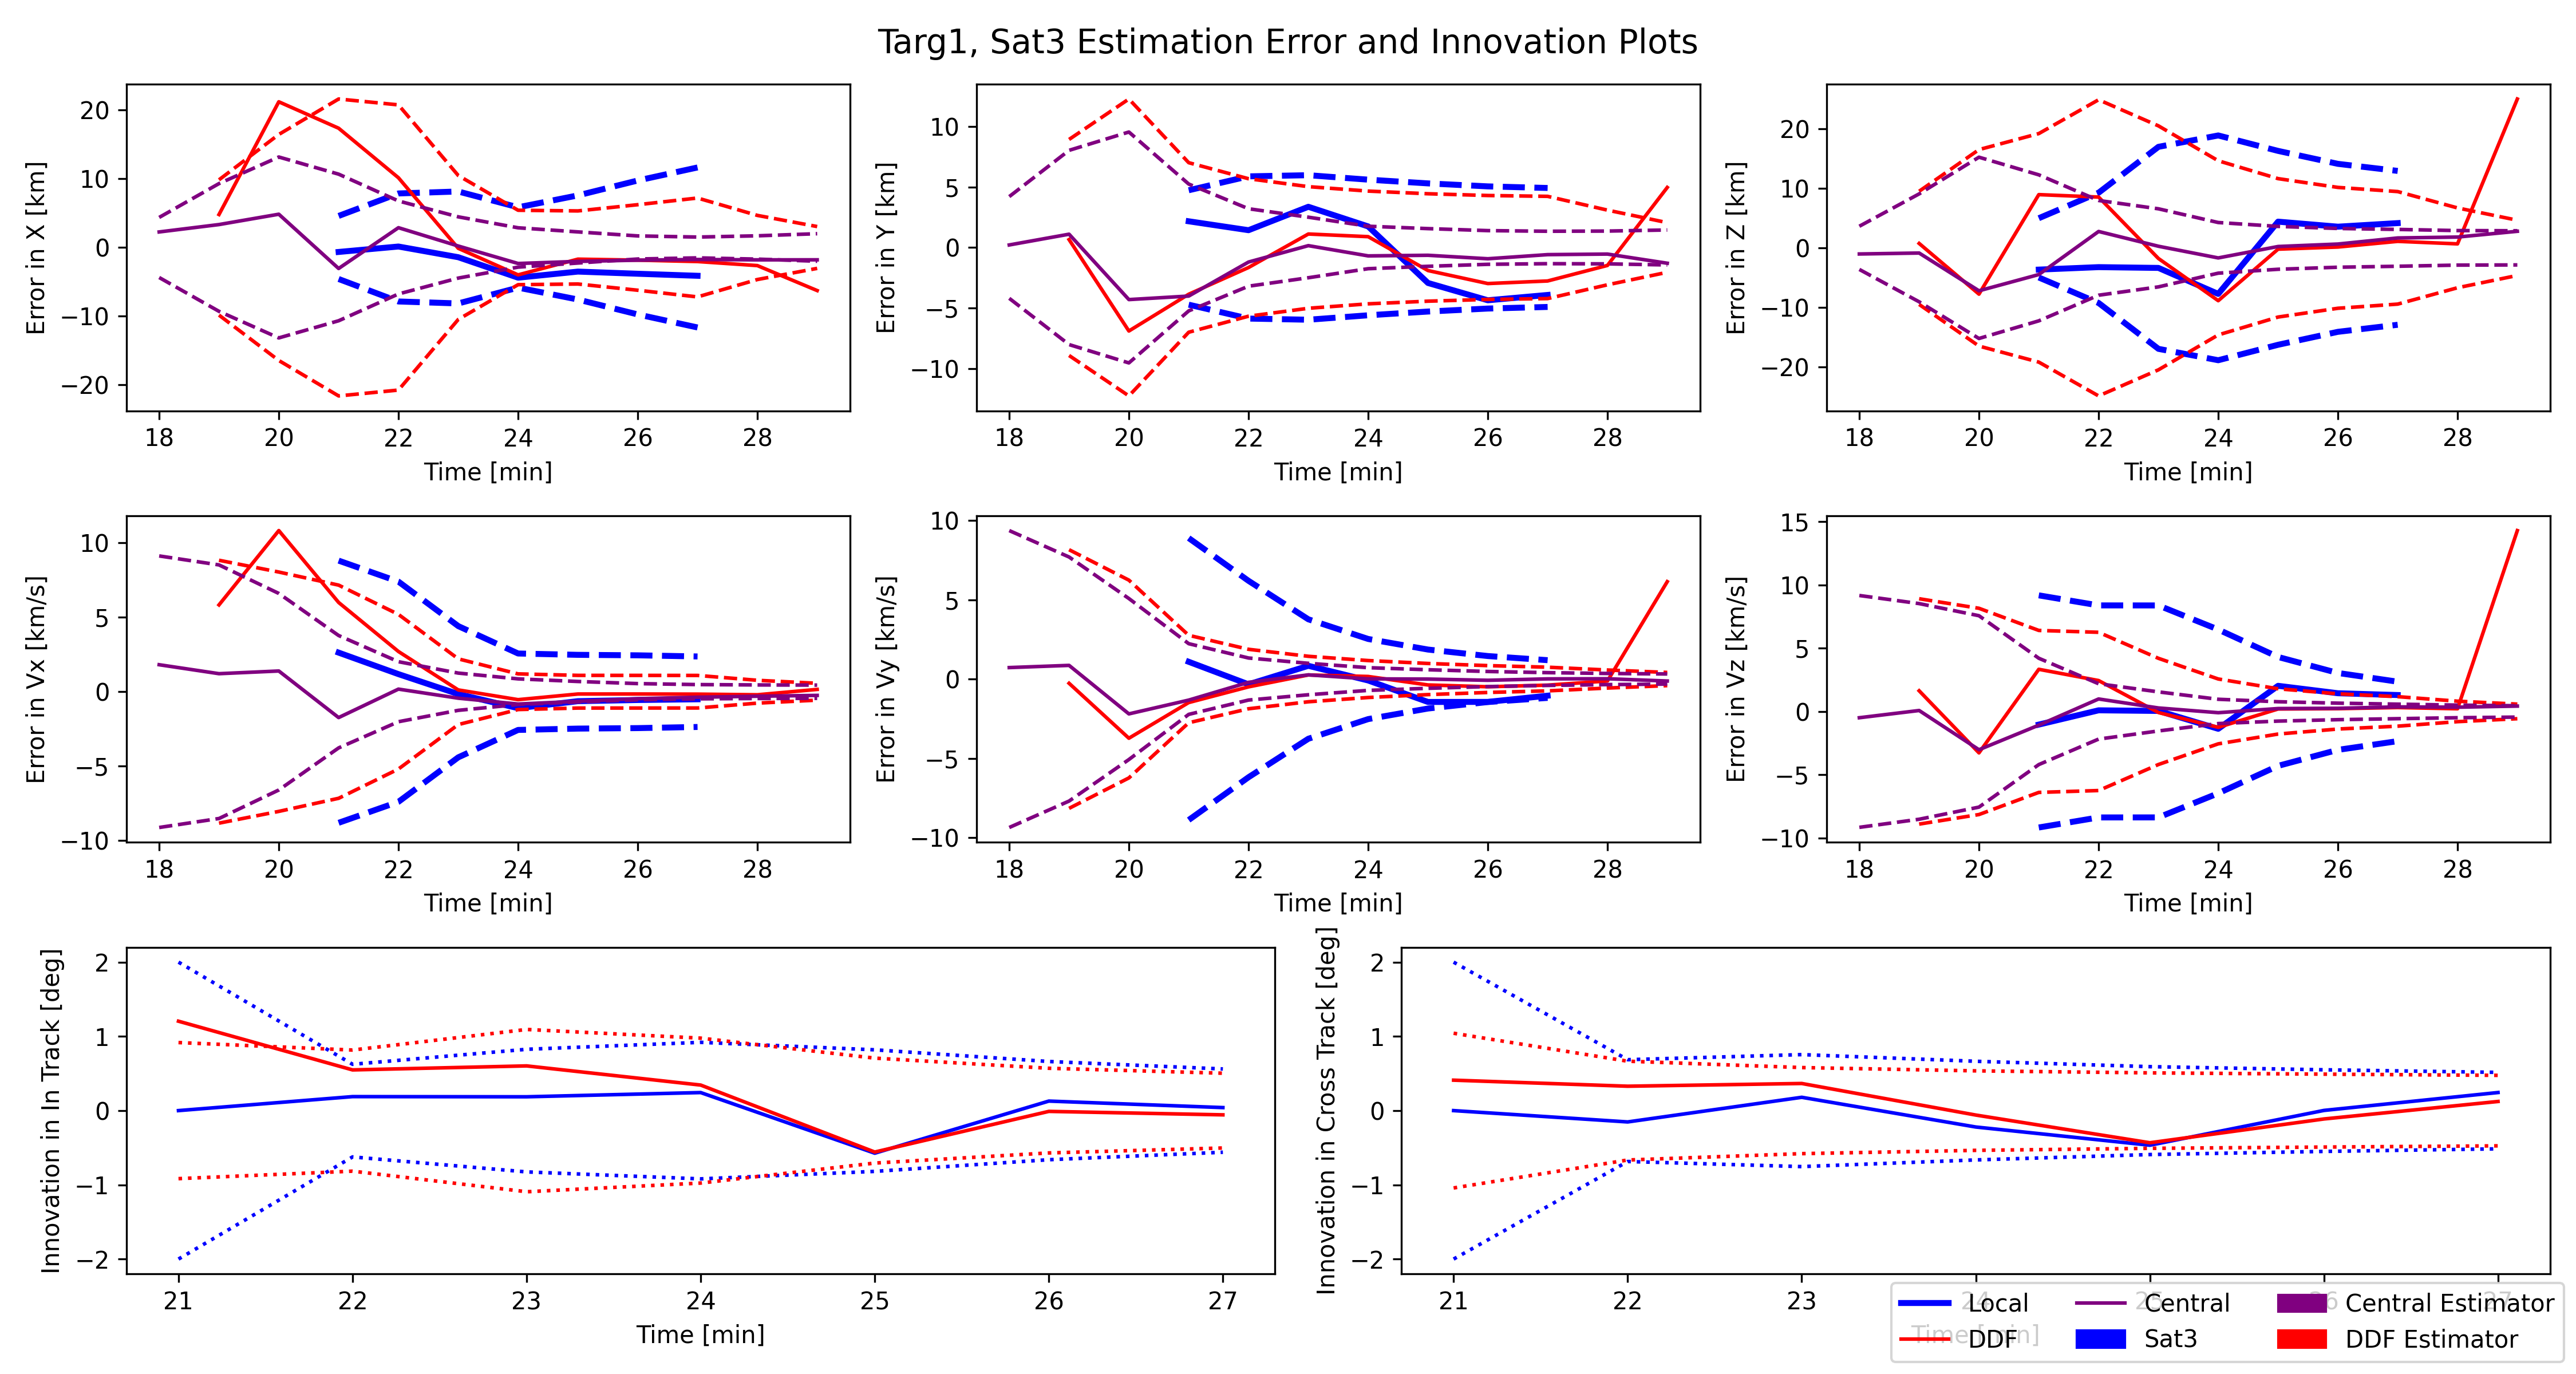 Targ1, Sat3 Estimation Error and Innovation Plots
Error in X [km]
20
10
0
−10
−20
18 20 22 24 26 28
Time [min]
Error in Y [km]
10
5
0
−5
−10
18 20 22 24 26 28
Time [min]
Error in Z [km]
20
10
0
−10
−20
18 20 22 24 26 28
Time [min]
Error in Vx [km/s]
10
5
0
−5
−10
18 20 22 24 26 28
Time [min]
Error in Vy [km/s]
10
5
0
−5
−10
18 20 22 24 26 28
Time [min]
Error in Vz [km/s]
15
10
5
0
−5
−10
18 20 22 24 26 28
Time [min]
Innovation in In Track [deg]
2
1
0
−1
−2
21 22 23 24 25 26 27
Time [min]
Innovation in Cross Track [deg]
2
1
0
−1
−2
21 22 23 24 25 26 27
Time [min]
Local Central Central Estimator
DDF Sat3 DDF Estimator